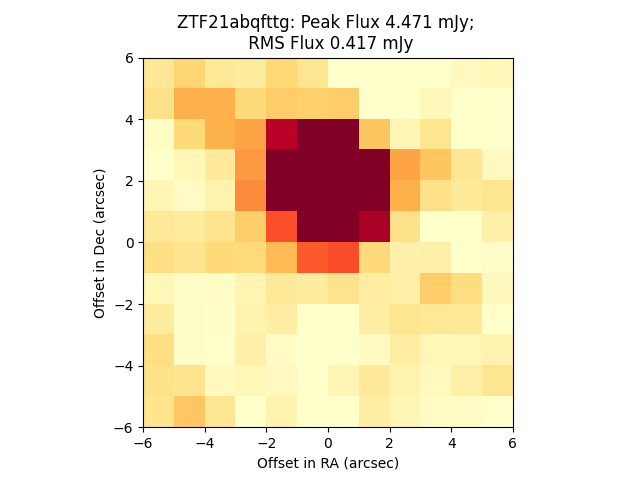 ZTF21abqfttg: Peak Flux 4.471 mJy;
RMS Flux 0.417 mJy
6
4
2
0
−2
−4
−6
Offset in Dec (arcsec)
−6 −4 −2 0 2 4 6
Offset in RA (arcsec)